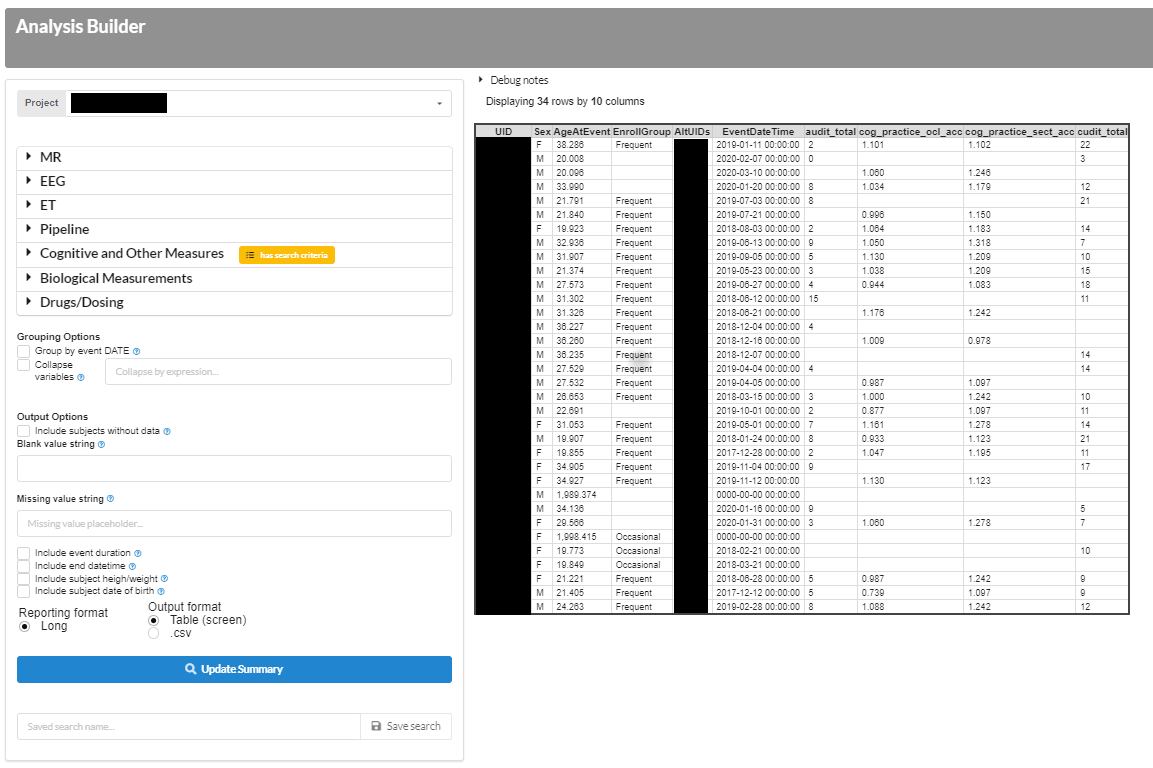 Analysis Builder
Project
MR
EEG
ET
Pipeline
Cognitive and Other Measures has search criteria
Biological Measurements
Drugs/Dosing
Grouping Options
Group by event DATE
Collapse variables Collapse by expression...
Output Options
Include subjects without data
Blank value string
Missing value string
Missing value placeholder...
Include event duration
Include end datetime
Include subject heigh/weight
Include subject date of birth
Reporting format
Long
Output format
Table (screen)
.csv
Update Summary
Saved search name... Save search
Debug notes
Displaying 34 rows by 10 columns
UID Sex AgeAtEvent EnrollGroup AltUIDs EventDateTime audit_total cog_practice_ocl_acc cog_practice_sect_acc cudit_total
F 38.286 Frequent 2019-01-11 00:00:00 2 1.101 1.102 22
M 20.008 2020-02-07 00:00:00 0 3
M 20.096 2020-03-10 00:00:00 1.060 1.246
M 33.990 2020-01-20 00:00:00 8 1.034 1.179 12
M 21.791 Frequent 2019-07-03 00:00:00 8 21
M 21.840 Frequent 2019-07-21 00:00:00 0.996 1.150
F 19.923 Frequent 2018-08-03 00:00:00 2 1.064 1.183 14
M 32.936 Frequent 2019-06-13 00:00:00 9 1.050 1.318 7
M 31.907 Frequent 2019-09-05 00:00:00 5 1.130 1.209 10
M 21.374 Frequent 2019-05-23 00:00:00 3 1.038 1.209 15
M 27.573 Frequent 2019-06-27 00:00:00 4 0.944 1.083 18
M 31.302 Frequent 2018-06-12 00:00:00 15 11
M 31.326 Frequent 2018-06-21 00:00:00 1.176 1.242
M 36.227 Frequent 2018-12-04 00:00:00 4
M 36.260 Frequent 2018-12-16 00:00:00 1.009 0.978
M 36.235 Frequent 2018-12-07 00:00:00 14
M 27.529 Frequent 2019-04-04 00:00:00 4 14
M 27.532 Frequent 2019-04-05 00:00:00 0.987 1.097
M 26.653 Frequent 2018-03-15 00:00:00 3 1.000 1.242 10
M 22.691 2019-10-01 00:00:00 2 0.877 1.097 11
F 31.053 Frequent 2019-05-01 00:00:00 7 1.161 1.278 14
M 19.907 Frequent 2018-01-24 00:00:00 8 0.933 1.123 21
F 19.855 Frequent 2017-12-28 00:00:00 2 1.047 1.195 11
F 34.905 Frequent 2019-11-04 00:00:00 9 17
F 34.927 Frequent 2019-11-12 00:00:00 1.130 1.123
M 1,989.374 0000-00-00 00:00:00
M 34.136 2020-01-16 00:00:00 9 5
F 29.566 2020-01-31 00:00:00 3 1.060 1.278 7
F 1,998.415 Occasional 0000-00-00 00:00:00
F 19.773 Occasional 2018-02-21 00:00:00 10
F 19.849 Occasional 2018-03-21 00:00:00
F 21.221 Frequent 2018-06-28 00:00:00 5 0.987 1.242 9
M 21.405 Frequent 2017-12-12 00:00:00 5 0.739 1.097 9
M 24.263 Frequent 2019-02-28 00:00:00 8 1.088 1.242 12